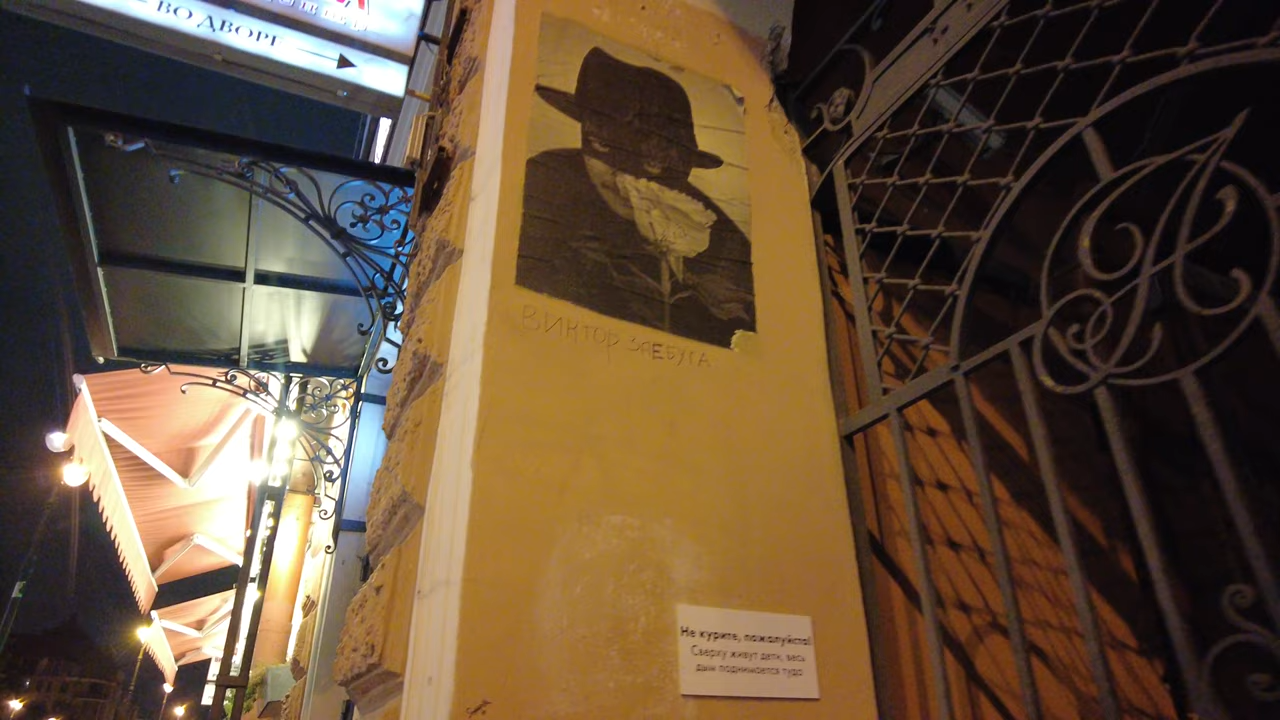 ВО ДВОРЕ
ВИКТОР ЗАЕБУГА
Не курите, пожалуйста!
Сверху живут дети, весь
дым поднимается туда